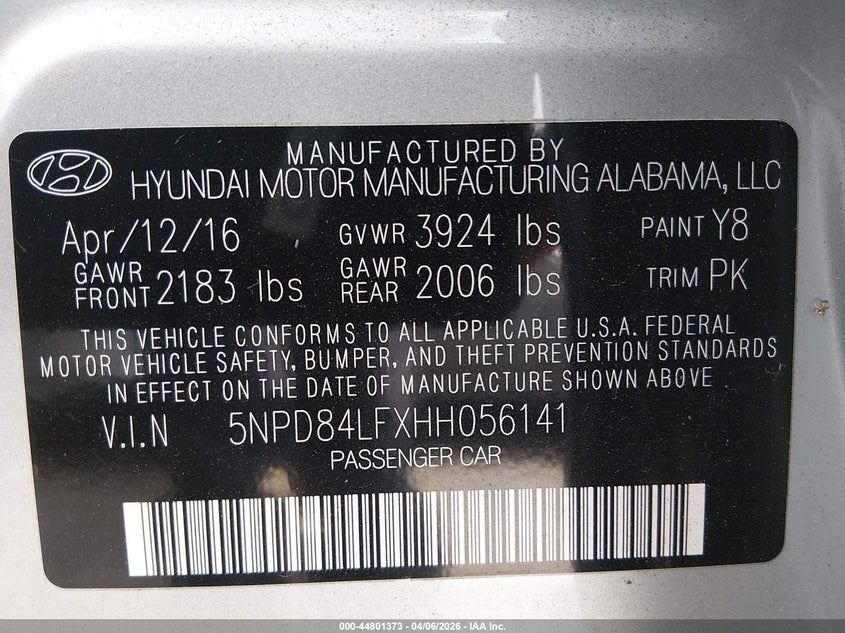 MANUFACTURED BY
HYUNDAI MOTOR MANUFACTURING ALABAMA, LLC
Apr/12/16 GVWR 3924 lbs PAINT Y8
GAWR FRONT 2183 lbs GAWR REAR 2006 lbs TRIM PK
THIS VEHICLE CONFORMS TO ALL APPLICABLE U.S.A. FEDERAL
MOTOR VEHICLE SAFETY, BUMPER, AND THEFT PREVENTION STANDARDS
IN EFFECT ON THE DATE OF MANUFACTURE SHOWN ABOVE
V.I.N 5NPD84LFXHH056141
PASSENGER CAR
000-44801373 - 04/06/2026 - IAA Inc.